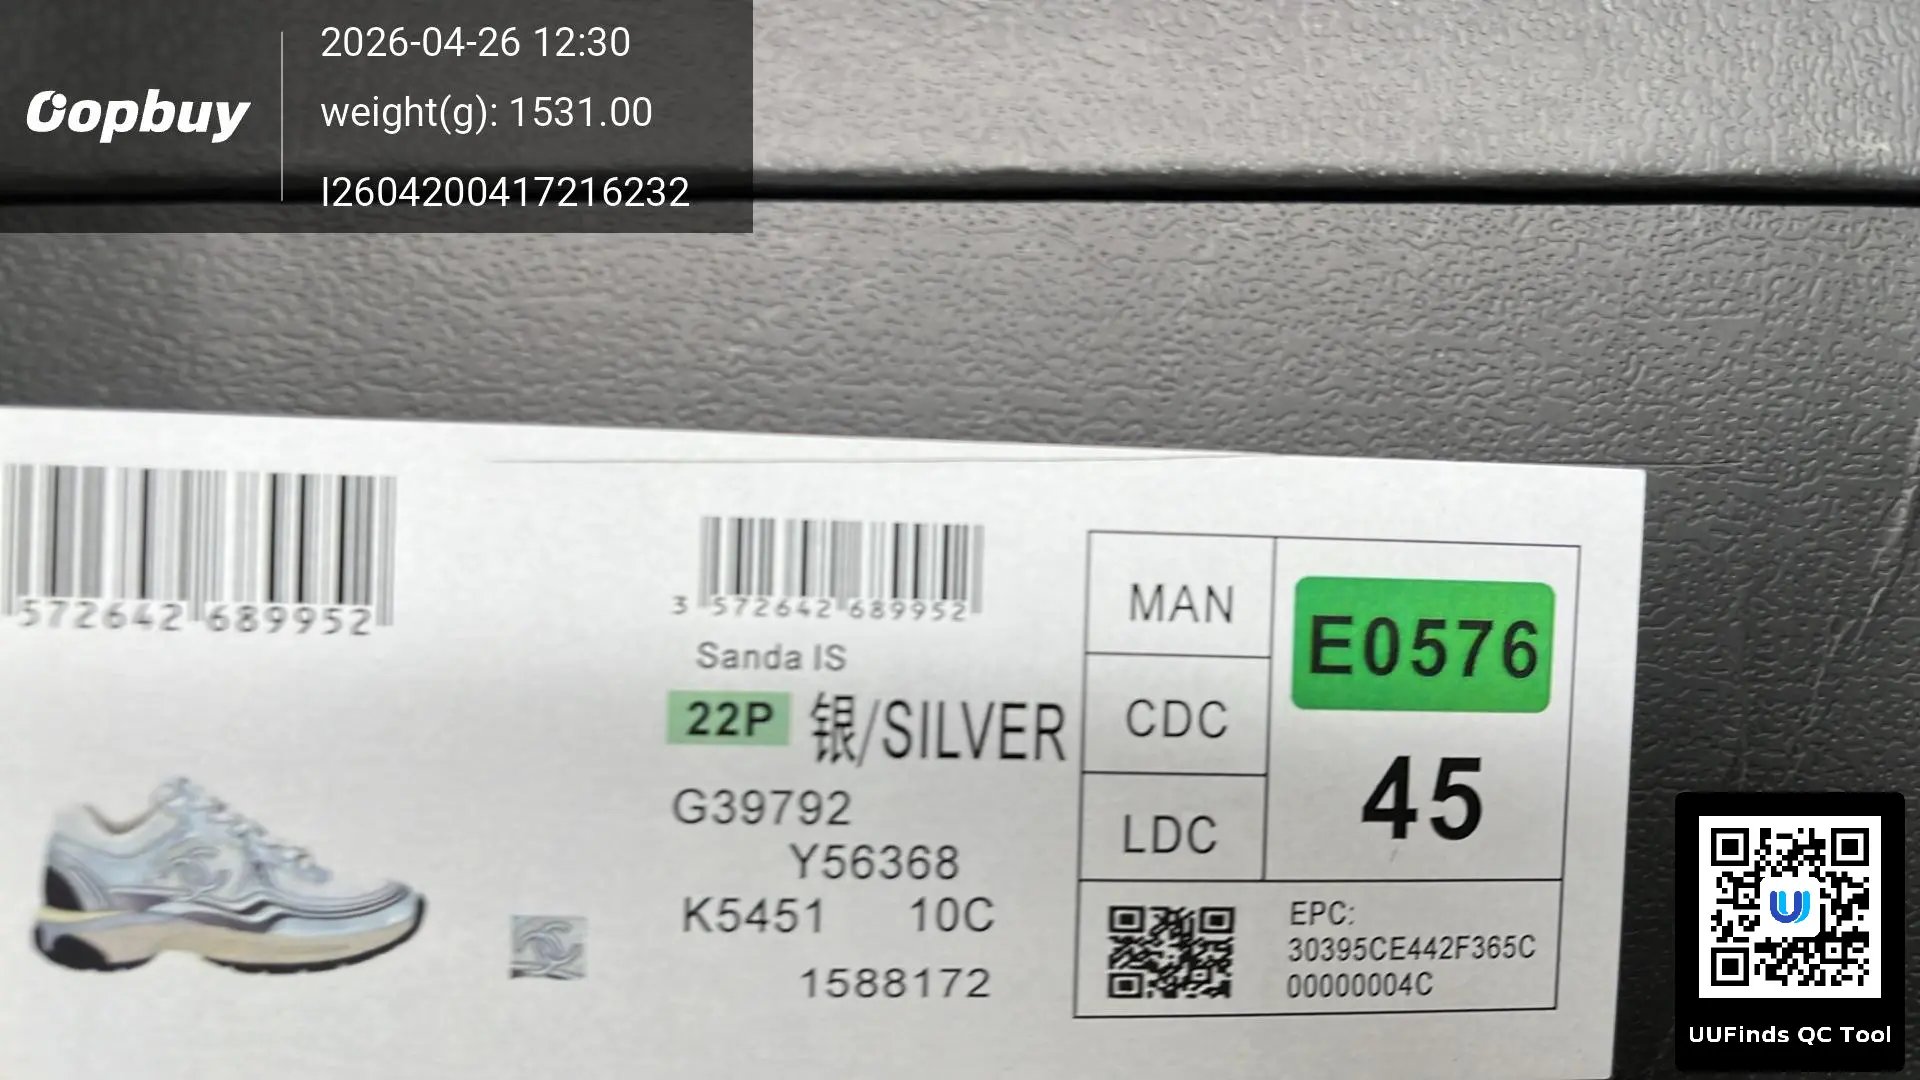 Oopbuy
2026-04-26 12:30
weight(g): 1531.00
I2604200417216232
572642 689952
3 572642 689952
Sanda IS
22P 银/SILVER
G39792
Y56368
K5451 10C
1588172
MAN
CDC
LDC
E0576
45
EPC:
30395CE442F365C
00000004C
UUFinds QC Tool